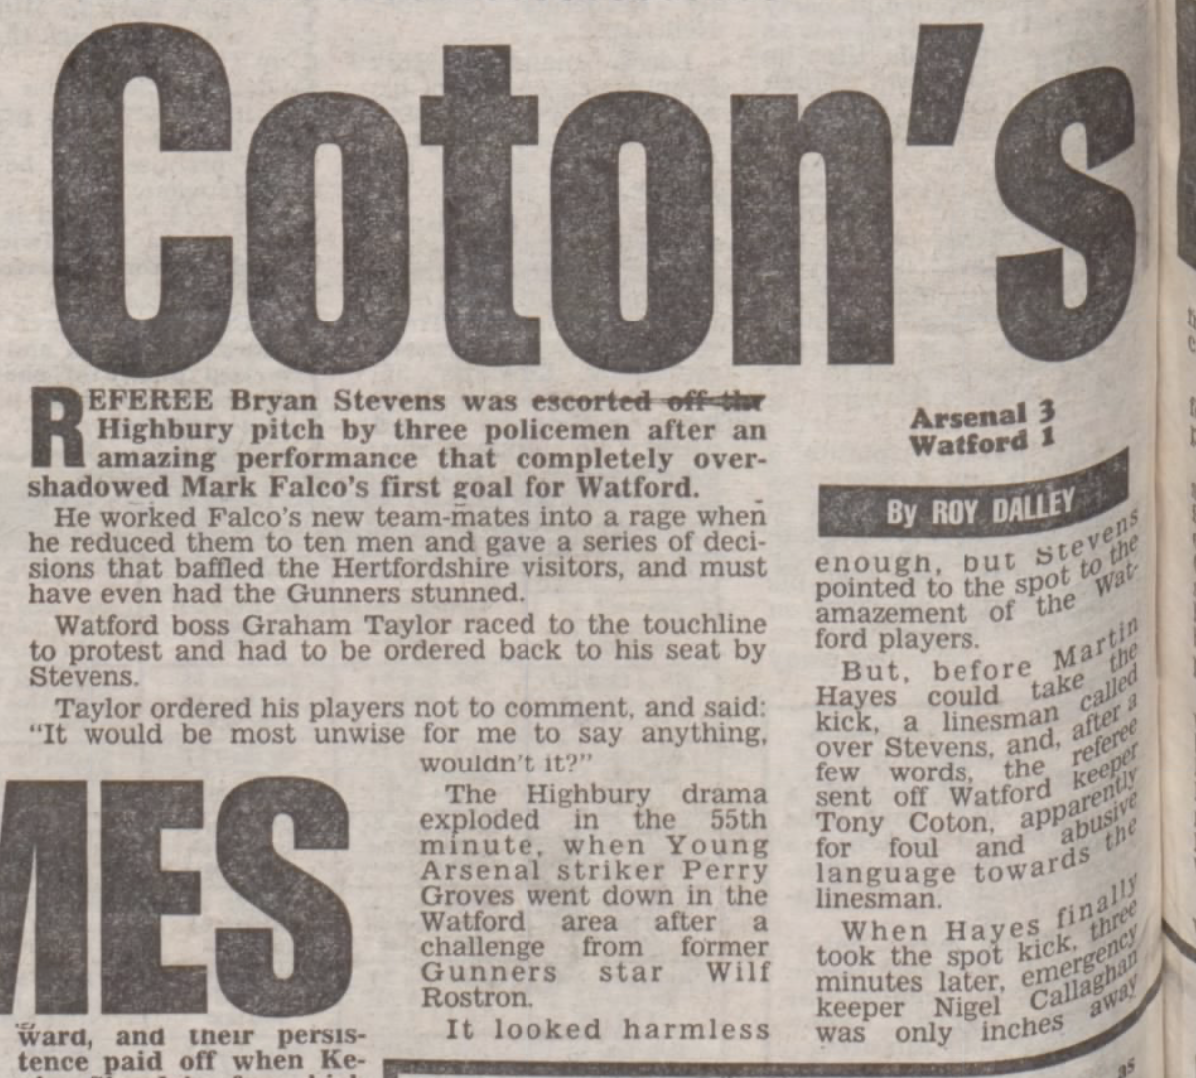 Coton's
REFEREE Bryan Stevens was escorted off the
Highbury pitch by three policemen after an
amazing performance that completely over-
shadowed Mark Falco's first goal for Watford.
He worked Falco's new team-mates into a rage when
he reduced them to ten men and gave a series of deci-
sions that baffled the Hertfordshire visitors, and must
have even had the Gunners stunned.
Watford boss Graham Taylor raced to the touchline
to protest and had to be ordered back to his seat by
Stevens.
Taylor ordered his players not to comment, and said:
"It would be most unwise for me to say anything,
wouldn't it?"
The Highbury drama
exploded in the 55th
minute, when Young
Arsenal striker Perry
Groves went down in the
Watford area after a
challenge from former
Gunners star Wilf
Rostron.
It looked harmless
Arsenal 3
Watford 1
By ROY DALLEY
enough, but Stevens
pointed to the spot to the
amazement of the Wat-
ford players.
But, before Martin
Hayes could take the
kick, a linesman called
over Stevens, and, after a
few words, the referee
sent off Watford keeper
Tony Coton, apparently
for foul and abusive
language towards the
linesman.
When Hayes finally
took the spot kick, three
minutes later, emergency
keeper Nigel Callaghan
was only inches away
MES
ward, and their persis-
tence paid off when Ke-
as